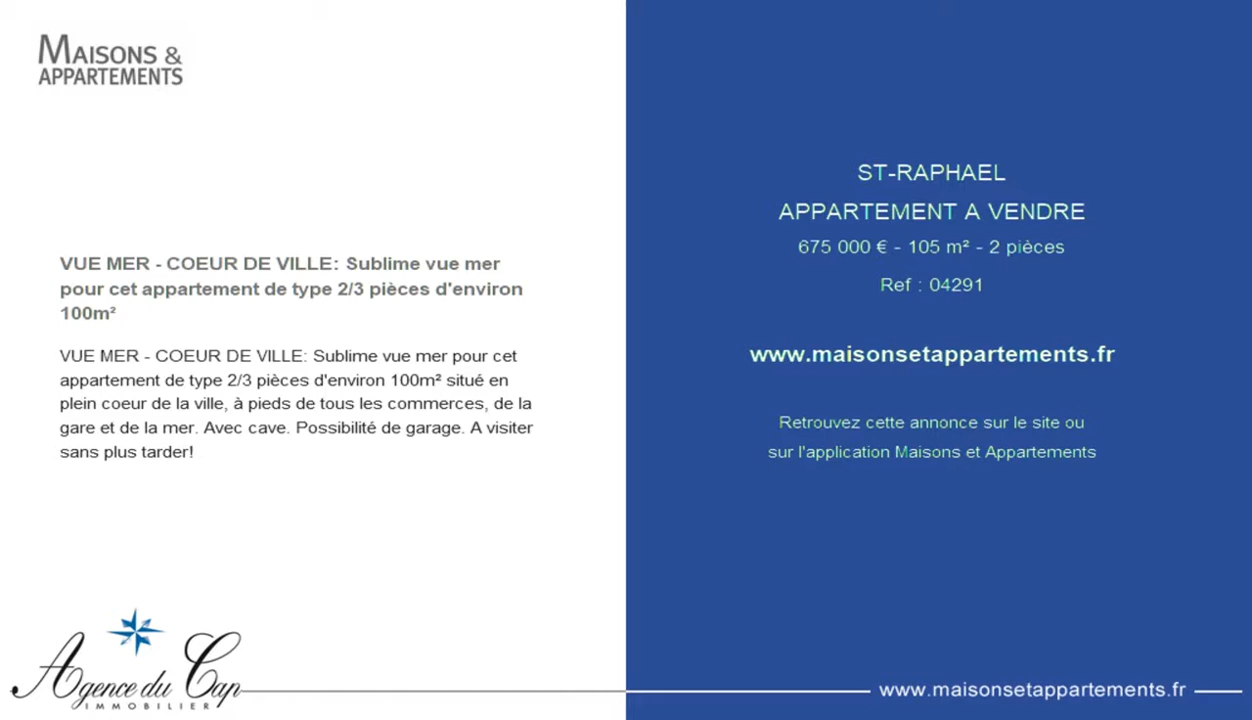 MAISONS &
APPARTEMENTS
VUE MER - COEUR DE VILLE: Sublime vue mer
pour cet appartement de type 2/3 pièces d'environ
100m²
VUE MER - COEUR DE VILLE: Sublime vue mer pour cet
appartement de type 2/3 pièces d'environ 100m² situé en
plein coeur de la ville, à pieds de tous les commerces, de la
gare et de la mer. Avec cave. Possibilité de garage. A visiter
sans plus tarder!
Agence du Cap
IMMOBILIER
ST-RAPHAEL
APPARTEMENT A VENDRE
675 000 € - 105 m² - 2 pièces
Ref : 04291
www.maisonsetappartements.fr
Retrouvez cette annonce sur le site ou
sur l'application Maisons et Appartements
www.maisonsetappartements.fr